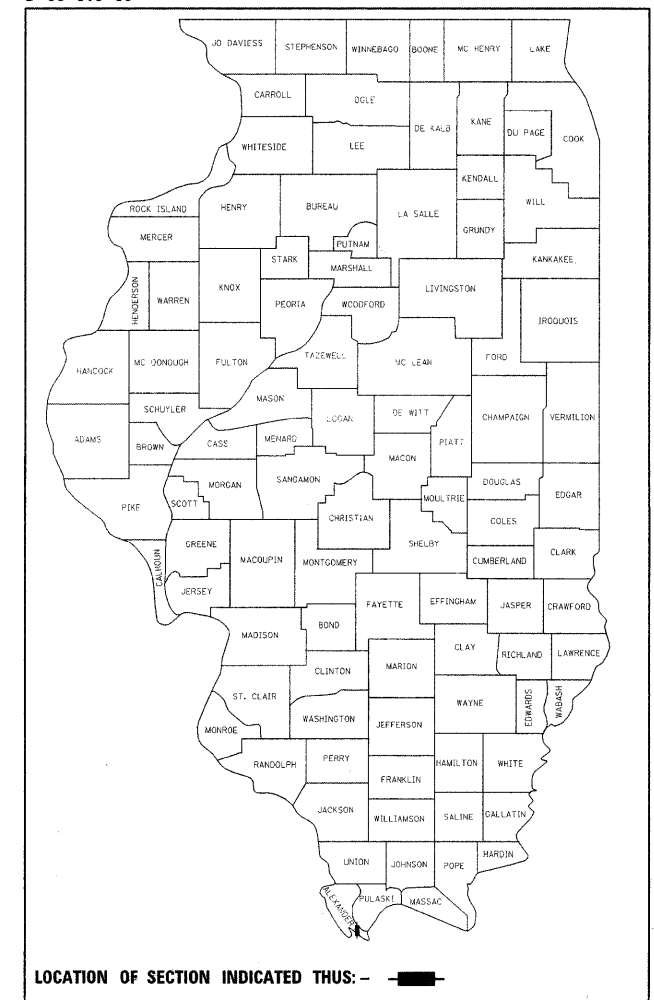 JO DAVIESS STEPHENSON WINNEBAGO BOONE MC HENRY LAKE
CARROLL OGLE DE KALB KANE DU PAGE COOK
WHITESIDE LEE
KENDALL WILL
ROCK ISLAND HENRY BUREAU LA SALLE GRUNDY
MERCER PUTNAM KANKAKEE
STARK MARSHALL
HENDERSON WARREN KNOX PEORIA WOODFORD LIVINGSTON IROQUOIS
HANCOCK MC DONOUGH FULTON TAZEWELL MC LEAN FORD
MASON
SCHUYLER LOGAN DE WITT CHAMPAIGN VERMILION
ADAMS BROWN CASS MENARD PIATT
MACON
MORGAN SANGAMON DOUGLAS EDGAR
PIKE SCOTT MOULTRIE
CHRISTIAN COLES
GREENE MACOUPIN MONTGOMERY SHELBY CUMBERLAND CLARK
CALHOUN JERSEY FAYETTE EFFINGHAM JASPER CRAWFORD
MADISON BOND
CLAY RICHLAND LAWRENCE
CLINTON MARION
ST. CLAIR WAYNE EDWARDS WABASH
MONROE WASHINGTON JEFFERSON
RANDOLPH PERRY HAMILTON WHITE
FRANKLIN
JACKSON WILLIAMSON SALINE GALLATIN
UNION JOHNSON POPE HARDIN
ALEXANDER PULASKI MASSAC
LOCATION OF SECTION INDICATED THUS: –